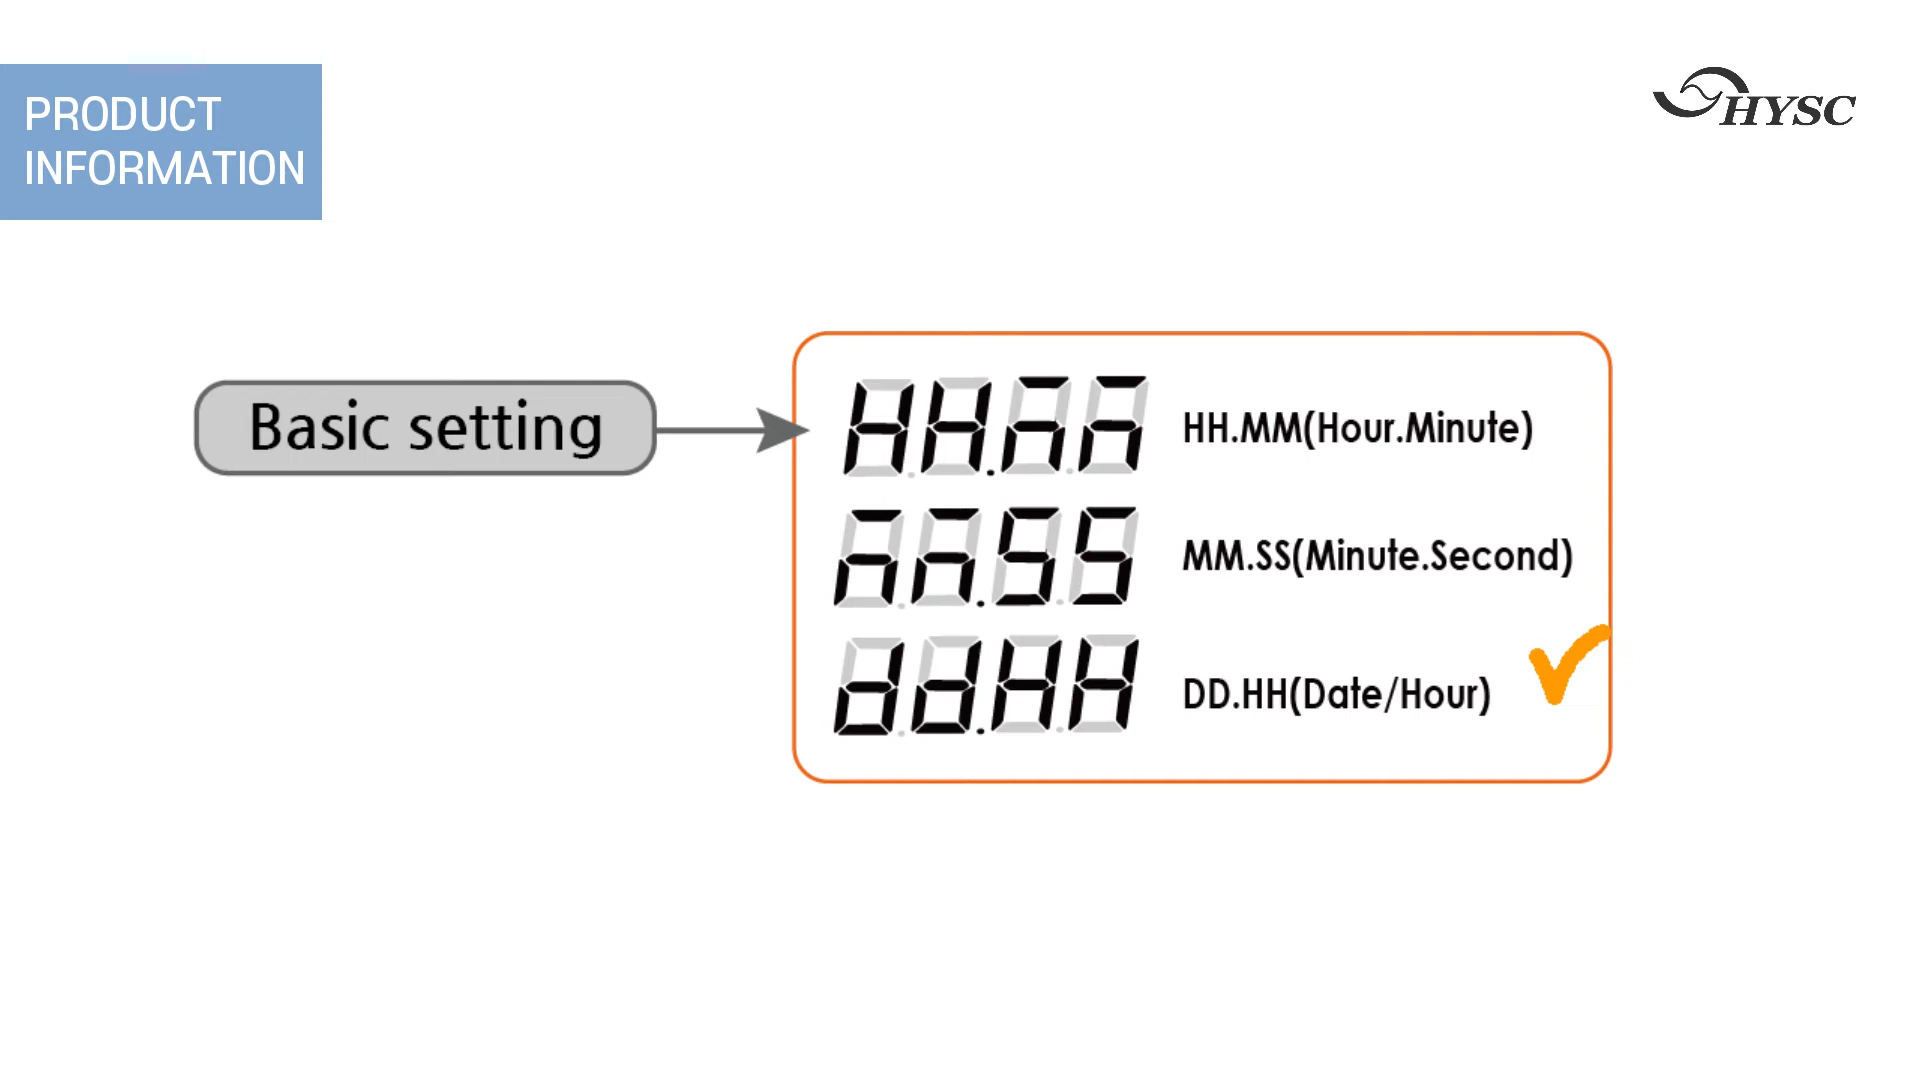 PRODUCT
INFORMATION
HYSC
Basic setting
HH.MM(Hour.Minute)
MM.SS(Minute.Second)
DD.HH(Date/Hour)